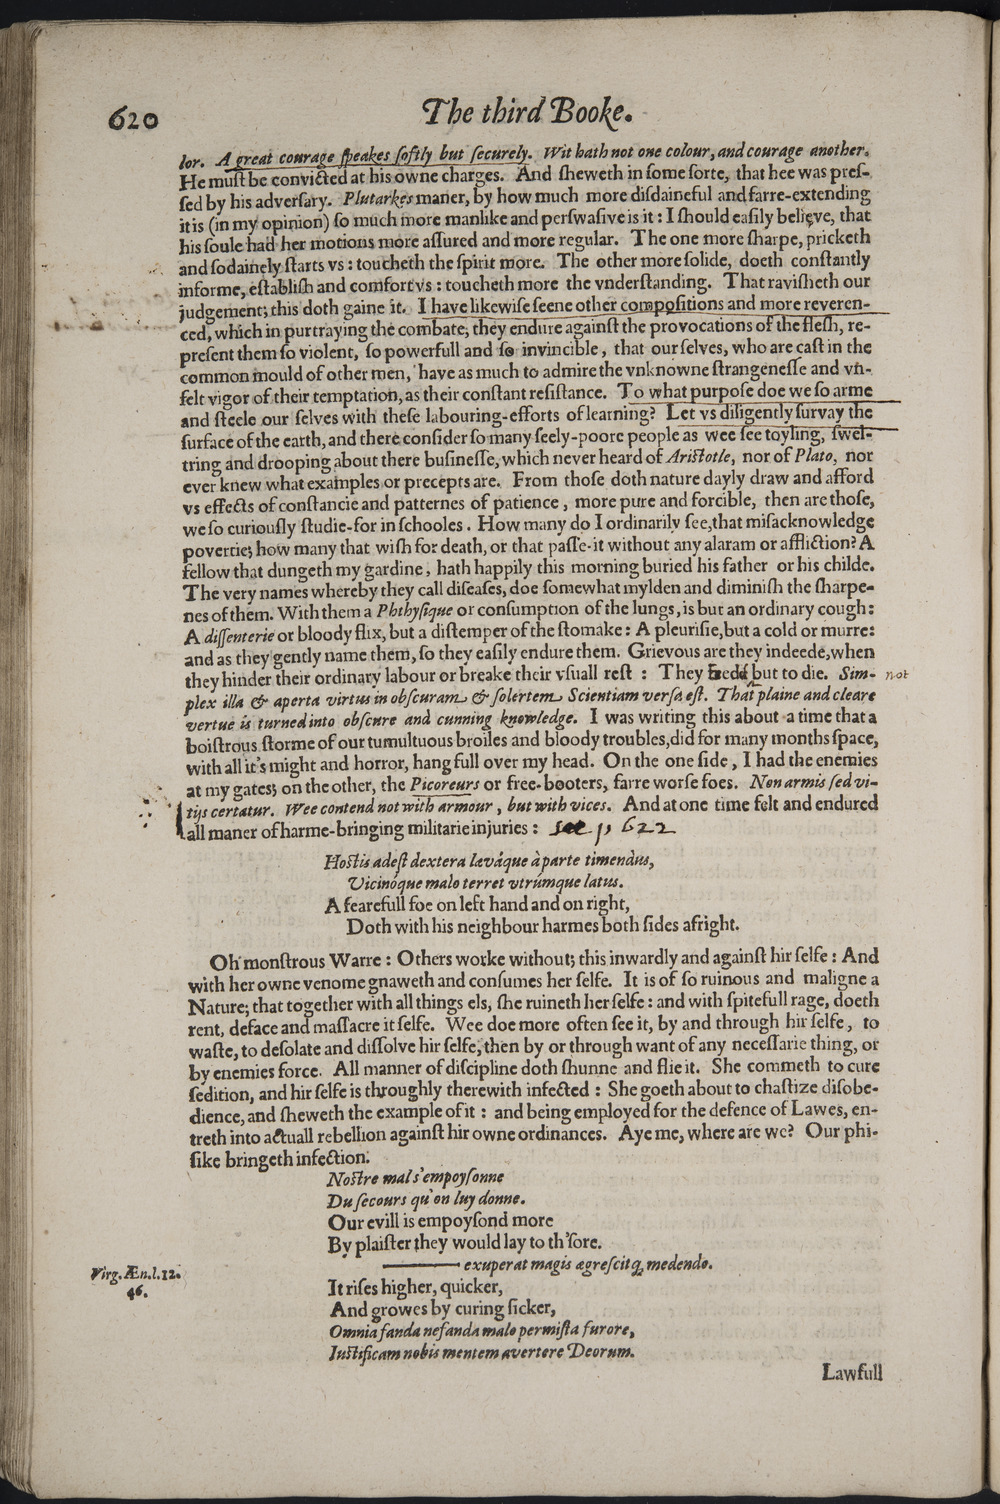 620
The third Booke.
lor. A great courage ſpeakes ſoftly but ſecurely. Wit hath not one colour, and courage another.
He muſt be convicted at his owne charges. And ſheweth in ſome ſorte, that hee was preſ-
ſed by his adverſary. Plutarkes maner, by how much more diſdaineful and farre-extending
it is (in my opinion) ſo much more manlike and perſwaſive is it : I ſhould eaſily believe, that
his ſoule had her motions more aſſured and more regular. The one more ſharpe, pricketh
and ſodainely ſtarts vs : toucheth the ſpirit more. The other more ſolide, doeth conſtantly
informe, eſtabliſh and comfort vs : toucheth more the vnderſtanding. That raviſheth our
judgement; this doth gaine it. I have likewiſe ſeene other compoſitions and more reveren-
ced, which in purtraying the combate, they endure againſt the provocations of the fleſh, re-
preſent them ſo violent, ſo powerfull and ſo invincible, that our ſelves, who are caſt in the
common mould of other men, have as much to admire the vnknowne ſtrangeneſſe and vn-
felt vigor of their temptation, as their conſtant reſiſtance. To what purpoſe doe we ſo arme
and ſteele our ſelves with theſe labouring-efforts of learning? Let vs diligently ſurvay the
ſurface of the earth, and there conſider ſo many ſeely-poore people as wee ſee toyling, ſwel-
tring and drooping about there buſineſſe, which never heard of Ariſtotle, nor of Plato, nor
ever knew what examples or precepts are. From thoſe doth nature dayly draw and afford
vs effects of conſtancie and patternes of patience, more pure and forcible, then are thoſe,
we ſo curiouſly ſtudie-for in ſchooles. How many do I ordinarily ſee, that miſacknowledge
povertie; how many that wiſh for death, or that paſſe-it without any alaram or affliction? A
fellow that dungeth my gardine, hath happily this morning buried his father or his childe.
The very names whereby they call diſeaſes, doe ſomewhat mylden and diminiſh the ſharpe-
nes of them. With them a Phthyſique or conſumption of the lungs, is but an ordinary cough:
A diſſenterie or bloody flix, but a diſtemper of the ſtomake: A pleuriſie, but a cold or murre:
and as they gently name them, ſo they eaſily endure them. Grievous are they indeede, when
they hinder their ordinary labour or breake their vſuall reſt : They but to die. Sim- not
plex illa & aperta virtus in obſcuram & ſolertem Scientiam verſa eſt. That plaine and cleare
vertue is turned into obſcure and cunning knowledge. I was writing this about a time that a
boiſtrous ſtorme of our tumultuous broiles and bloody troubles, did for many months ſpace,
with all it's might and horror, hang full over my head. On the one ſide, I had the enemies
at my gates; on the other, the Picoreurs or free-booters, farre worſe foes. Non armis ſed vi-
tijs certatur. Wee contend not with armour, but with vices. And at one time felt and endured
all maner of harme-bringing militarie injuries : see p 622
Hoſtis adeſt dextera laváque à parte timendus,
Vicinóque malo terret vtrúmque latus.
A fearefull foe on left hand and on right,
Doth with his neighbour harmes both ſides afright.
Oh monſtrous Warre : Others worke without; this inwardly and againſt hir ſelfe : And
with her owne venome gnaweth and conſumes her ſelfe. It is of ſo ruinous and maligne a
Nature; that together with all things els, ſhe ruineth her ſelfe : and with ſpitefull rage, doeth
rent, deface and maſſacre it ſelfe. Wee doe more often ſee it, by and through hir ſelfe, to
waſte, to deſolate and diſſolve hir ſelfe, then by or through want of any neceſſarie thing, or
by enemies force. All manner of diſcipline doth ſhunne and flie it. She commeth to cure
ſedition, and hir ſelfe is throughly therewith infected : She goeth about to chaſtize diſobe-
dience, and ſheweth the example of it : and being employed for the defence of Lawes, en-
treth into actuall rebellion againſt hir owne ordinances. Aye me, where are we? Our phi-
ſike bringeth infection.
Noſtre mal s'empoyſonne
Du ſecours qu'on luy donne.
Our evill is empoyſond more
By plaiſter they would lay to th'ſore.
exuperat magis ægreſcitq; medendo.
Virg. Æn. l. 12.
46.
It riſes higher, quicker,
And growes by curing ſicker,
Omnia fanda nefanda malo permiſta furore,
Iuſtificam nobis mentem avertere Deorum.
Lawfull